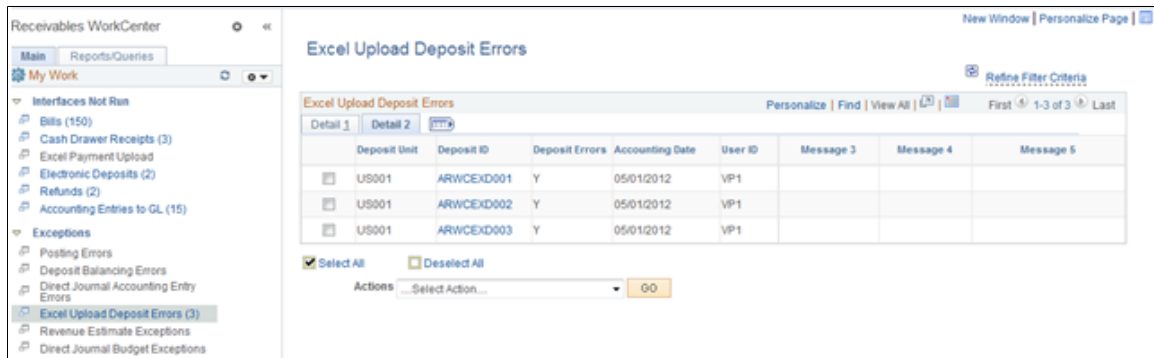 Receivables WorkCenter
Main Reports/Queries
My Work
Interfaces Not Run
Bills (150)
Cash Drawer Receipts (3)
Excel Payment Upload
Electronic Deposits (2)
Refunds (2)
Accounting Entries to GL (15)
Exceptions
Posting Errors
Deposit Balancing Errors
Direct Journal Accounting Entry
Errors
Excel Upload Deposit Errors (3)
Revenue Estimate Exceptions
Direct Journal Budget Exceptions
New Window | Personalize Page |
Excel Upload Deposit Errors
Refine Filter Criteria
Excel Upload Deposit Errors Personalize | Find | View All | | First 1-3 of 3 Last
Detail 1 Detail 2
Deposit Unit Deposit ID Deposit Errors Accounting Date User ID Message 3 Message 4 Message 5
US001 ARWCEXD001 Y 05/01/2012 VP1
US001 ARWCEXD002 Y 05/01/2012 VP1
US001 ARWCEXD003 Y 05/01/2012 VP1
Select All Deselect All
Actions ...Select Action... GO